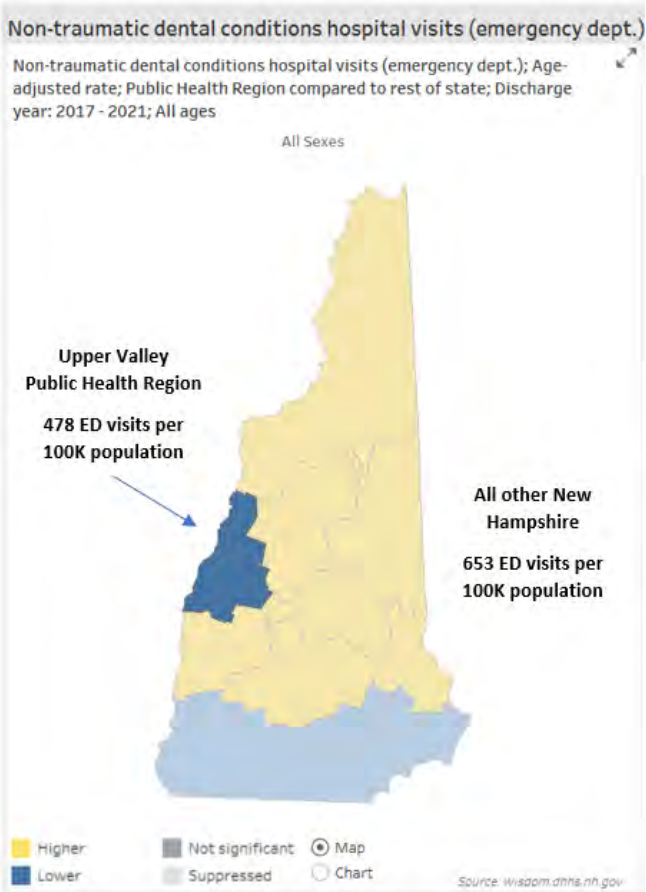 Non-traumatic dental conditions hospital visits (emergency dept.)
Non-traumatic dental conditions hospital visits (emergency dept.); Age-
adjusted rate; Public Health Region compared to rest of state; Discharge
year: 2017 - 2021; All ages
All Sexes
Upper Valley
Public Health Region
478 ED visits per
100K population
All other New
Hampshire
653 ED visits per
100K population
Higher
Not significant
Map
Lower
Suppressed
Chart
Source: wisdom.dhhs.nh.gov